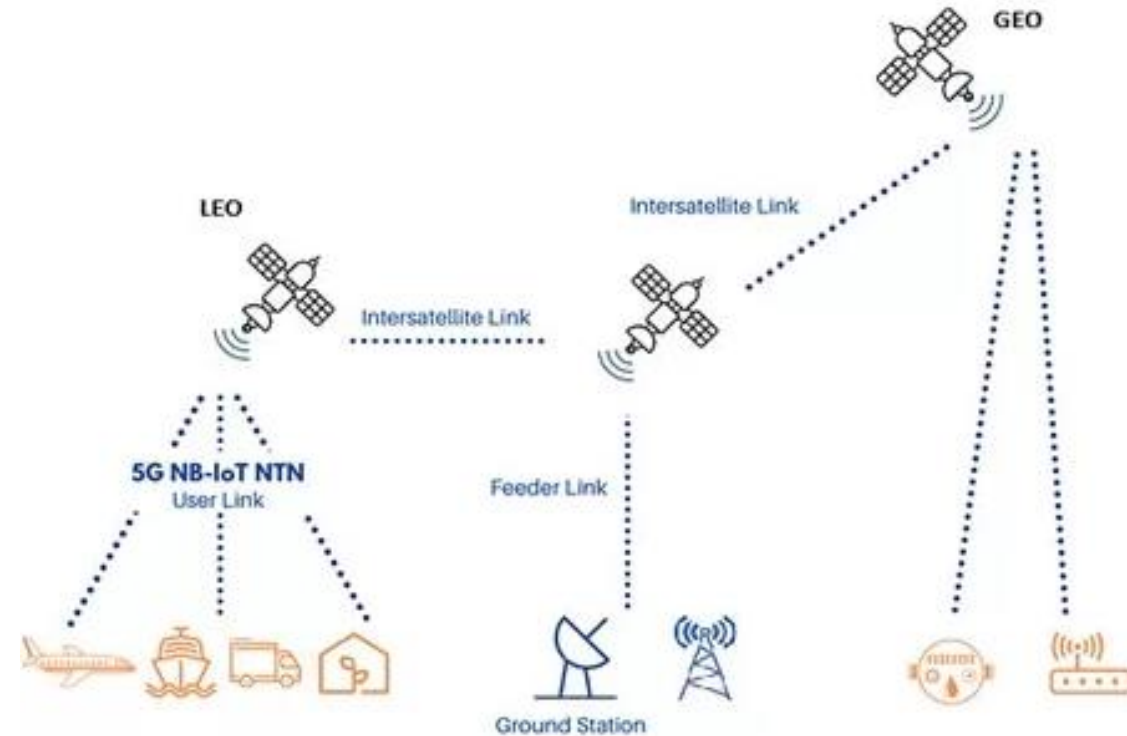 GEO
LEO
Intersatellite Link
Intersatellite Link
5G NB-IoT NTN
User Link
Feeder Link
((R))
Ground Station